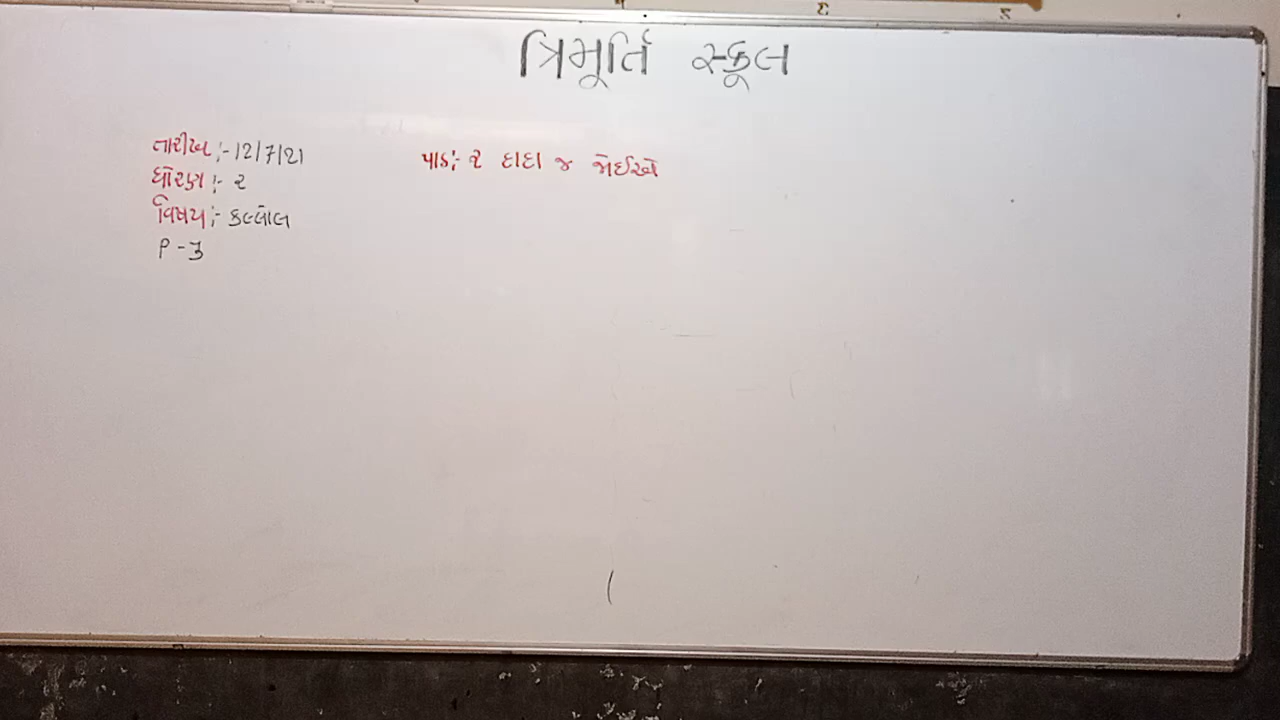 ત્રિમૂર્તિ સ્કૂલ
તારીખ :- 12/7/21
ધોરણ :- ૨
વિષય :- કલ્લોલ
P - 3
પાઠ :- ૨ દાદા જ જોઈએ